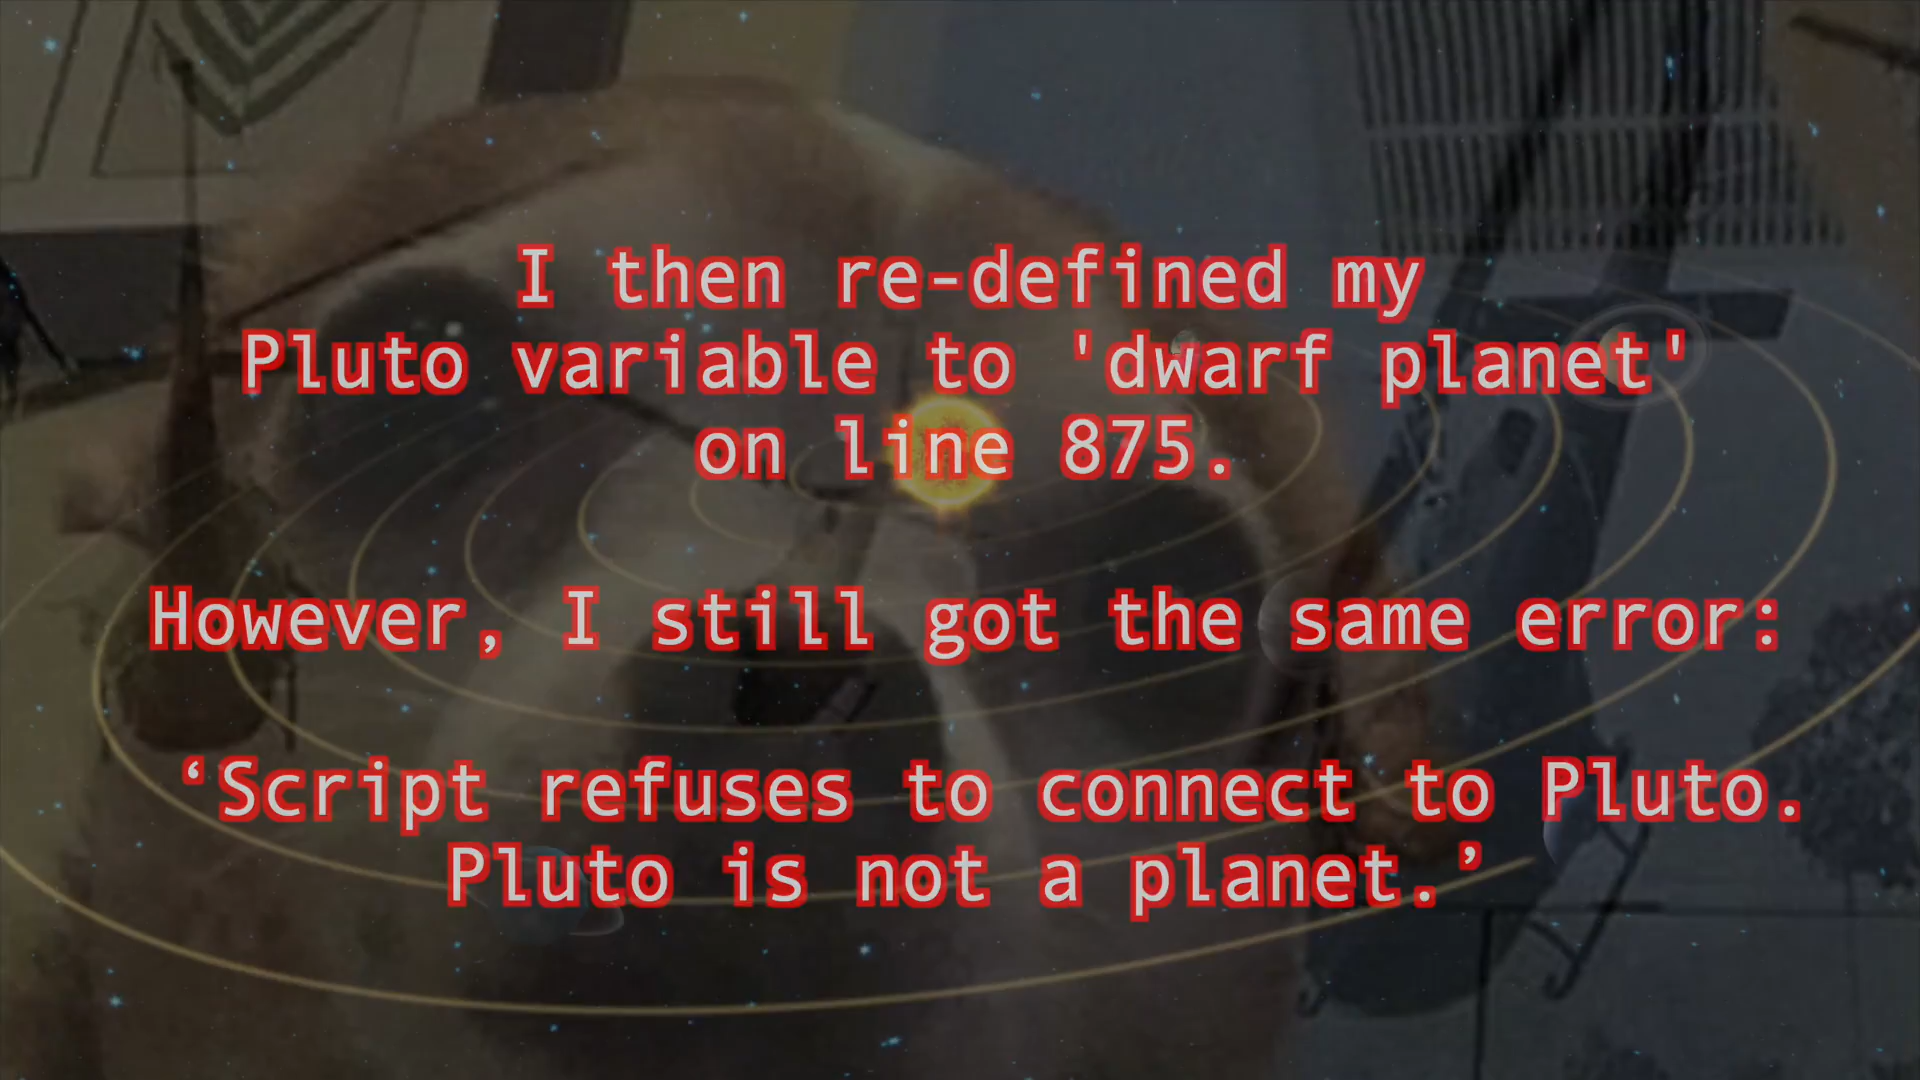 I then re-defined my
Pluto variable to 'dwarf planet'
on line 875.
However, I still got the same error:
‘Script refuses to connect to Pluto.
Pluto is not a planet.’